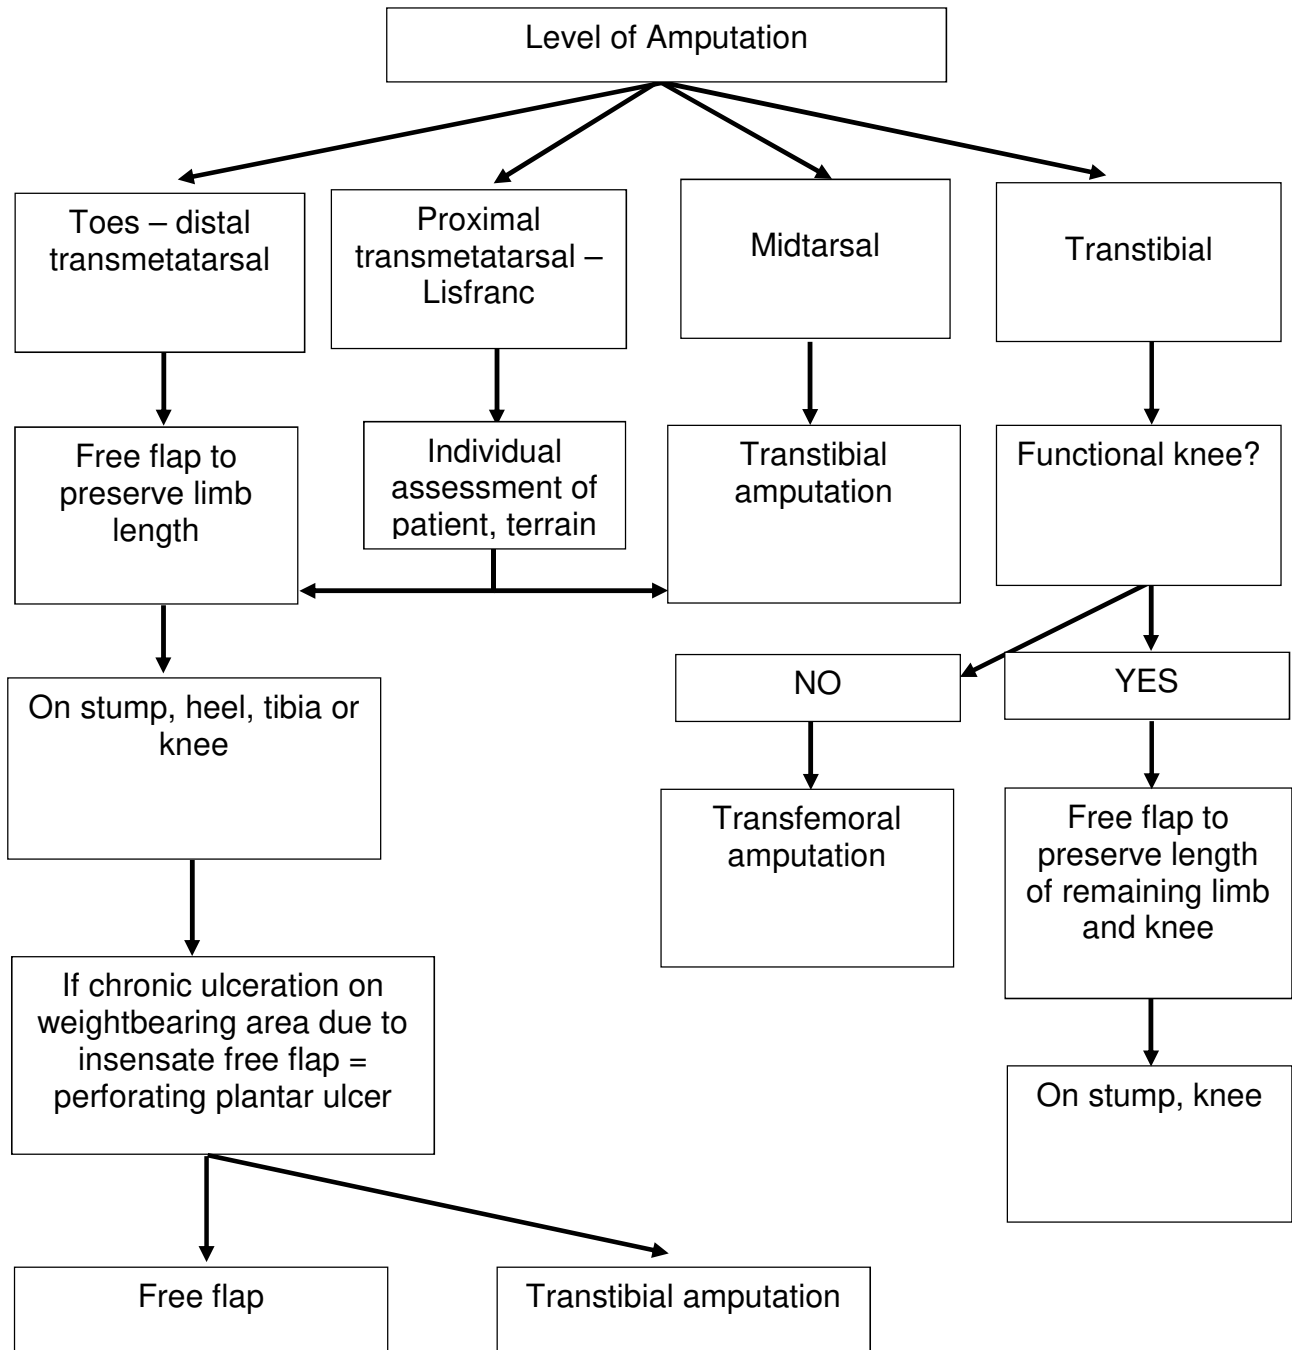 Level of Amputation
Toes – distal
transmetatarsal
Proximal
transmetatarsal –
Lisfranc
Midtarsal
Transtibial
Free flap to
preserve limb
length
Individual
assessment of
patient, terrain
Transtibial
amputation
Functional knee?
On stump, heel, tibia or
knee
NO
YES
Transfemoral
amputation
Free flap to
preserve length
of remaining limb
and knee
If chronic ulceration on
weightbearing area due to
insensate free flap =
perforating plantar ulcer
On stump, knee
Free flap
Transtibial amputation